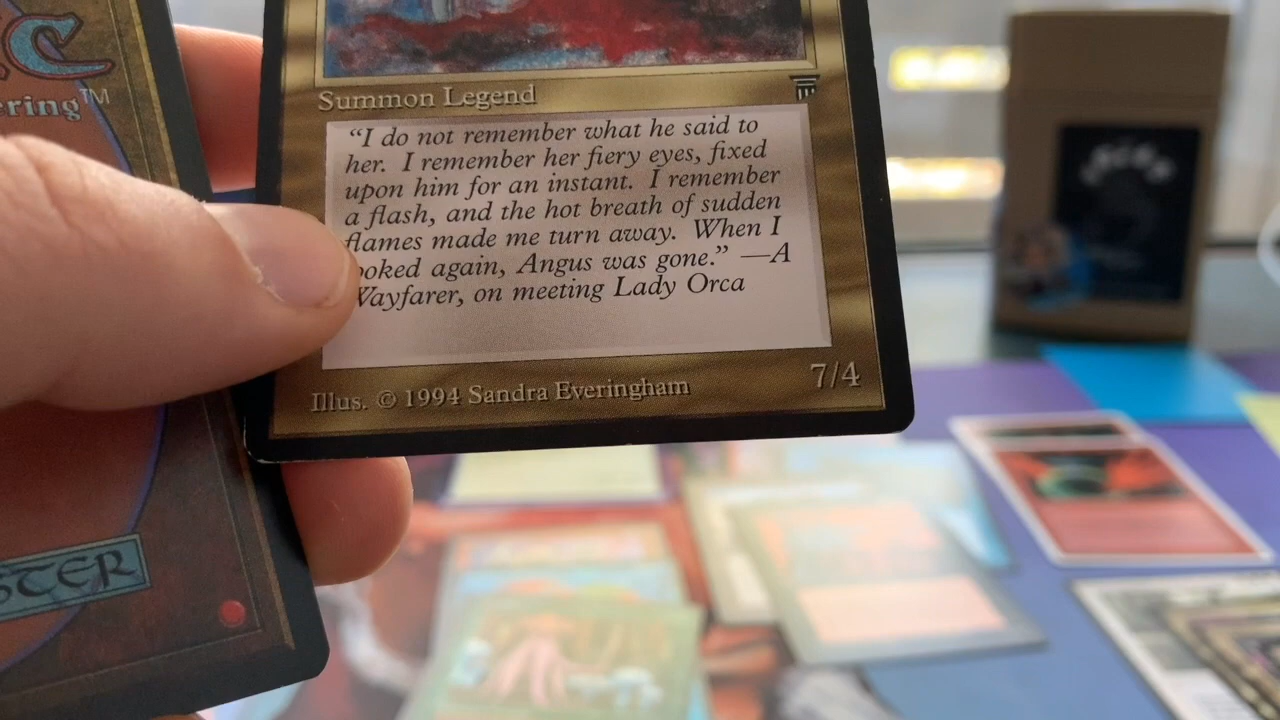 ering™
Summon Legend
"I do not remember what he said to
her. I remember her fiery eyes, fixed
upon him for an instant. I remember
a flash, and the hot breath of sudden
flames made me turn away. When I
ooked again, Angus was gone." —A
Wayfarer, on meeting Lady Orca
Illus. © 1994 Sandra Everingham
7/4
STER